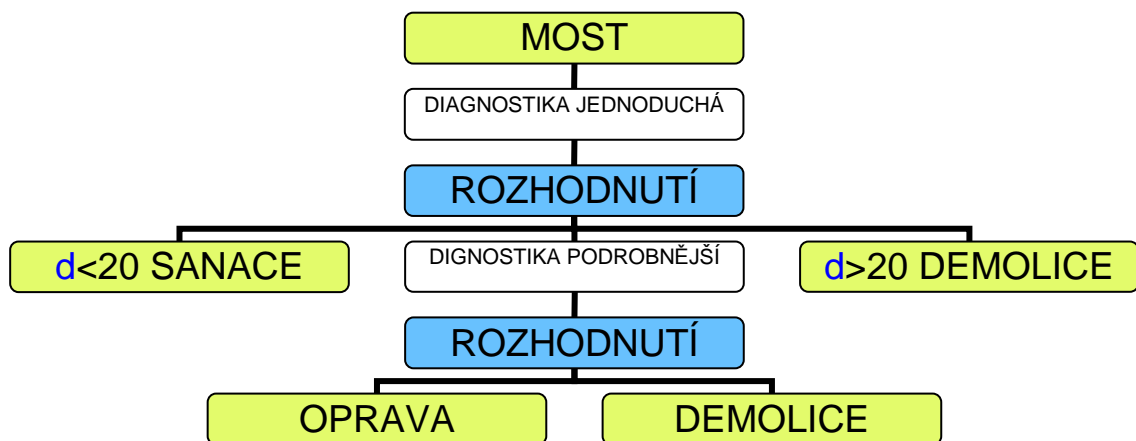 MOST
DIAGNOSTIKA JEDNODUCHÁ
ROZHODNUTÍ
d<20 SANACE
DIGNOSTIKA PODROBNĚJŠÍ
d>20 DEMOLICE
ROZHODNUTÍ
OPRAVA
DEMOLICE